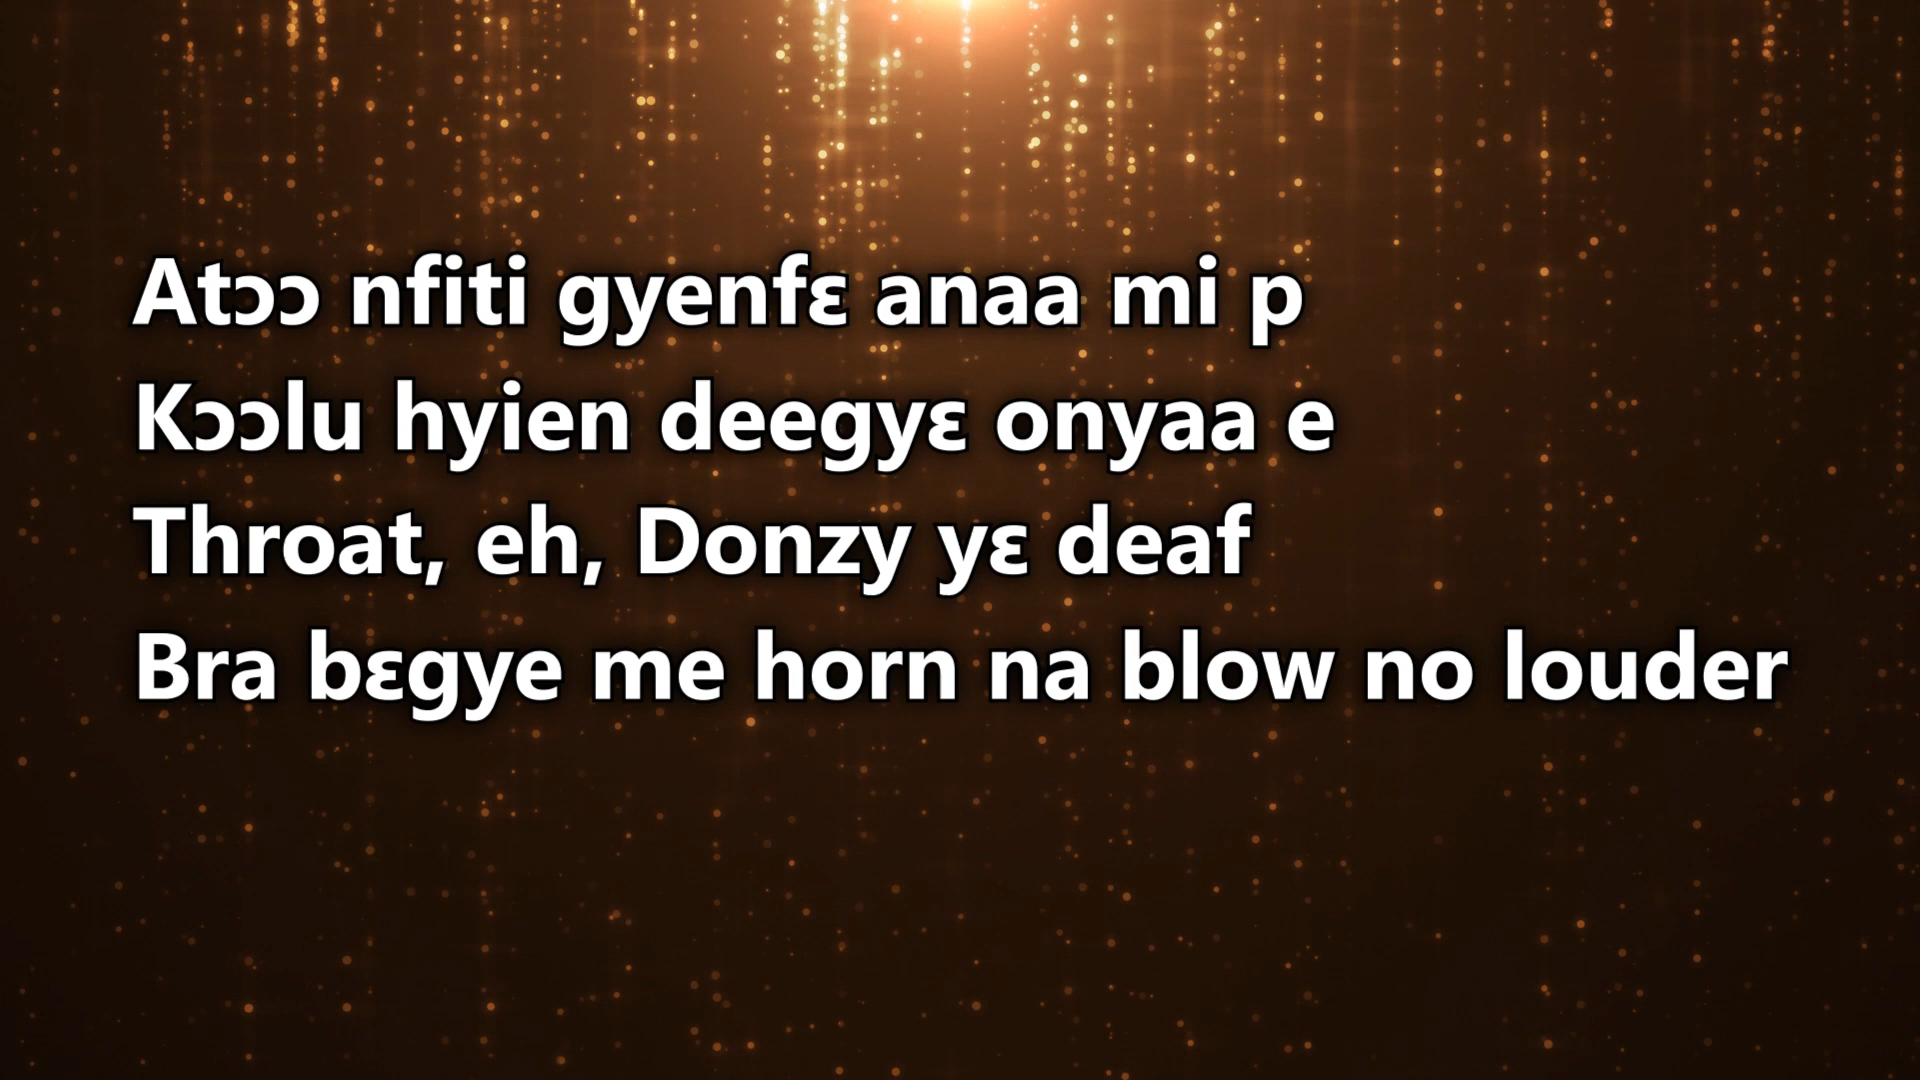 Atɔɔ nfiti gyenfɛ anaa mi p
Kɔɔlu hyien deegyɛ onyaa e
Throat, eh, Donzy yɛ deaf
Bra bɛgye me horn na blow no louder